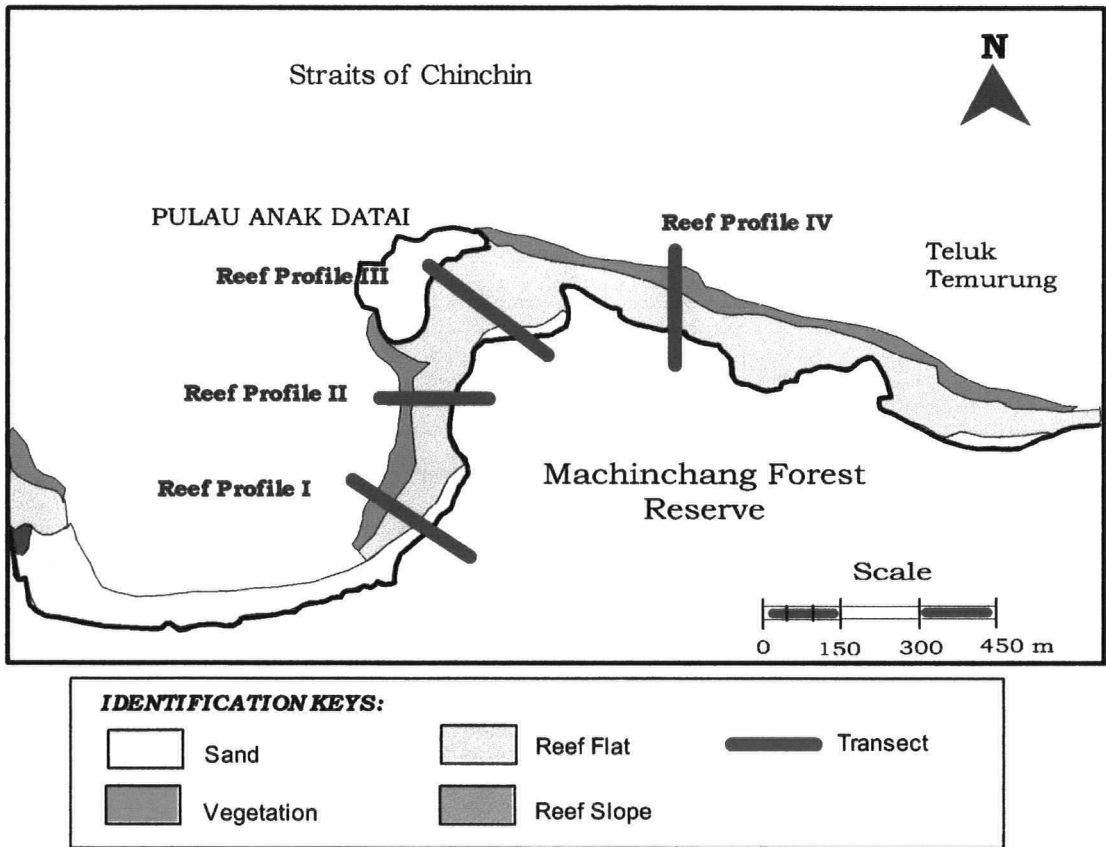 N
Straits of Chinchin
PULAU ANAK DATAI
Reef Profile IV
Reef Profile III
Teluk
Temurung
Reef Profile II
Reef Profile I
Machinchang Forest
Reserve
Scale
0 150 300 450 m
IDENTIFICATION KEYS:
Sand
Reef Flat
Transect
Vegetation
Reef Slope